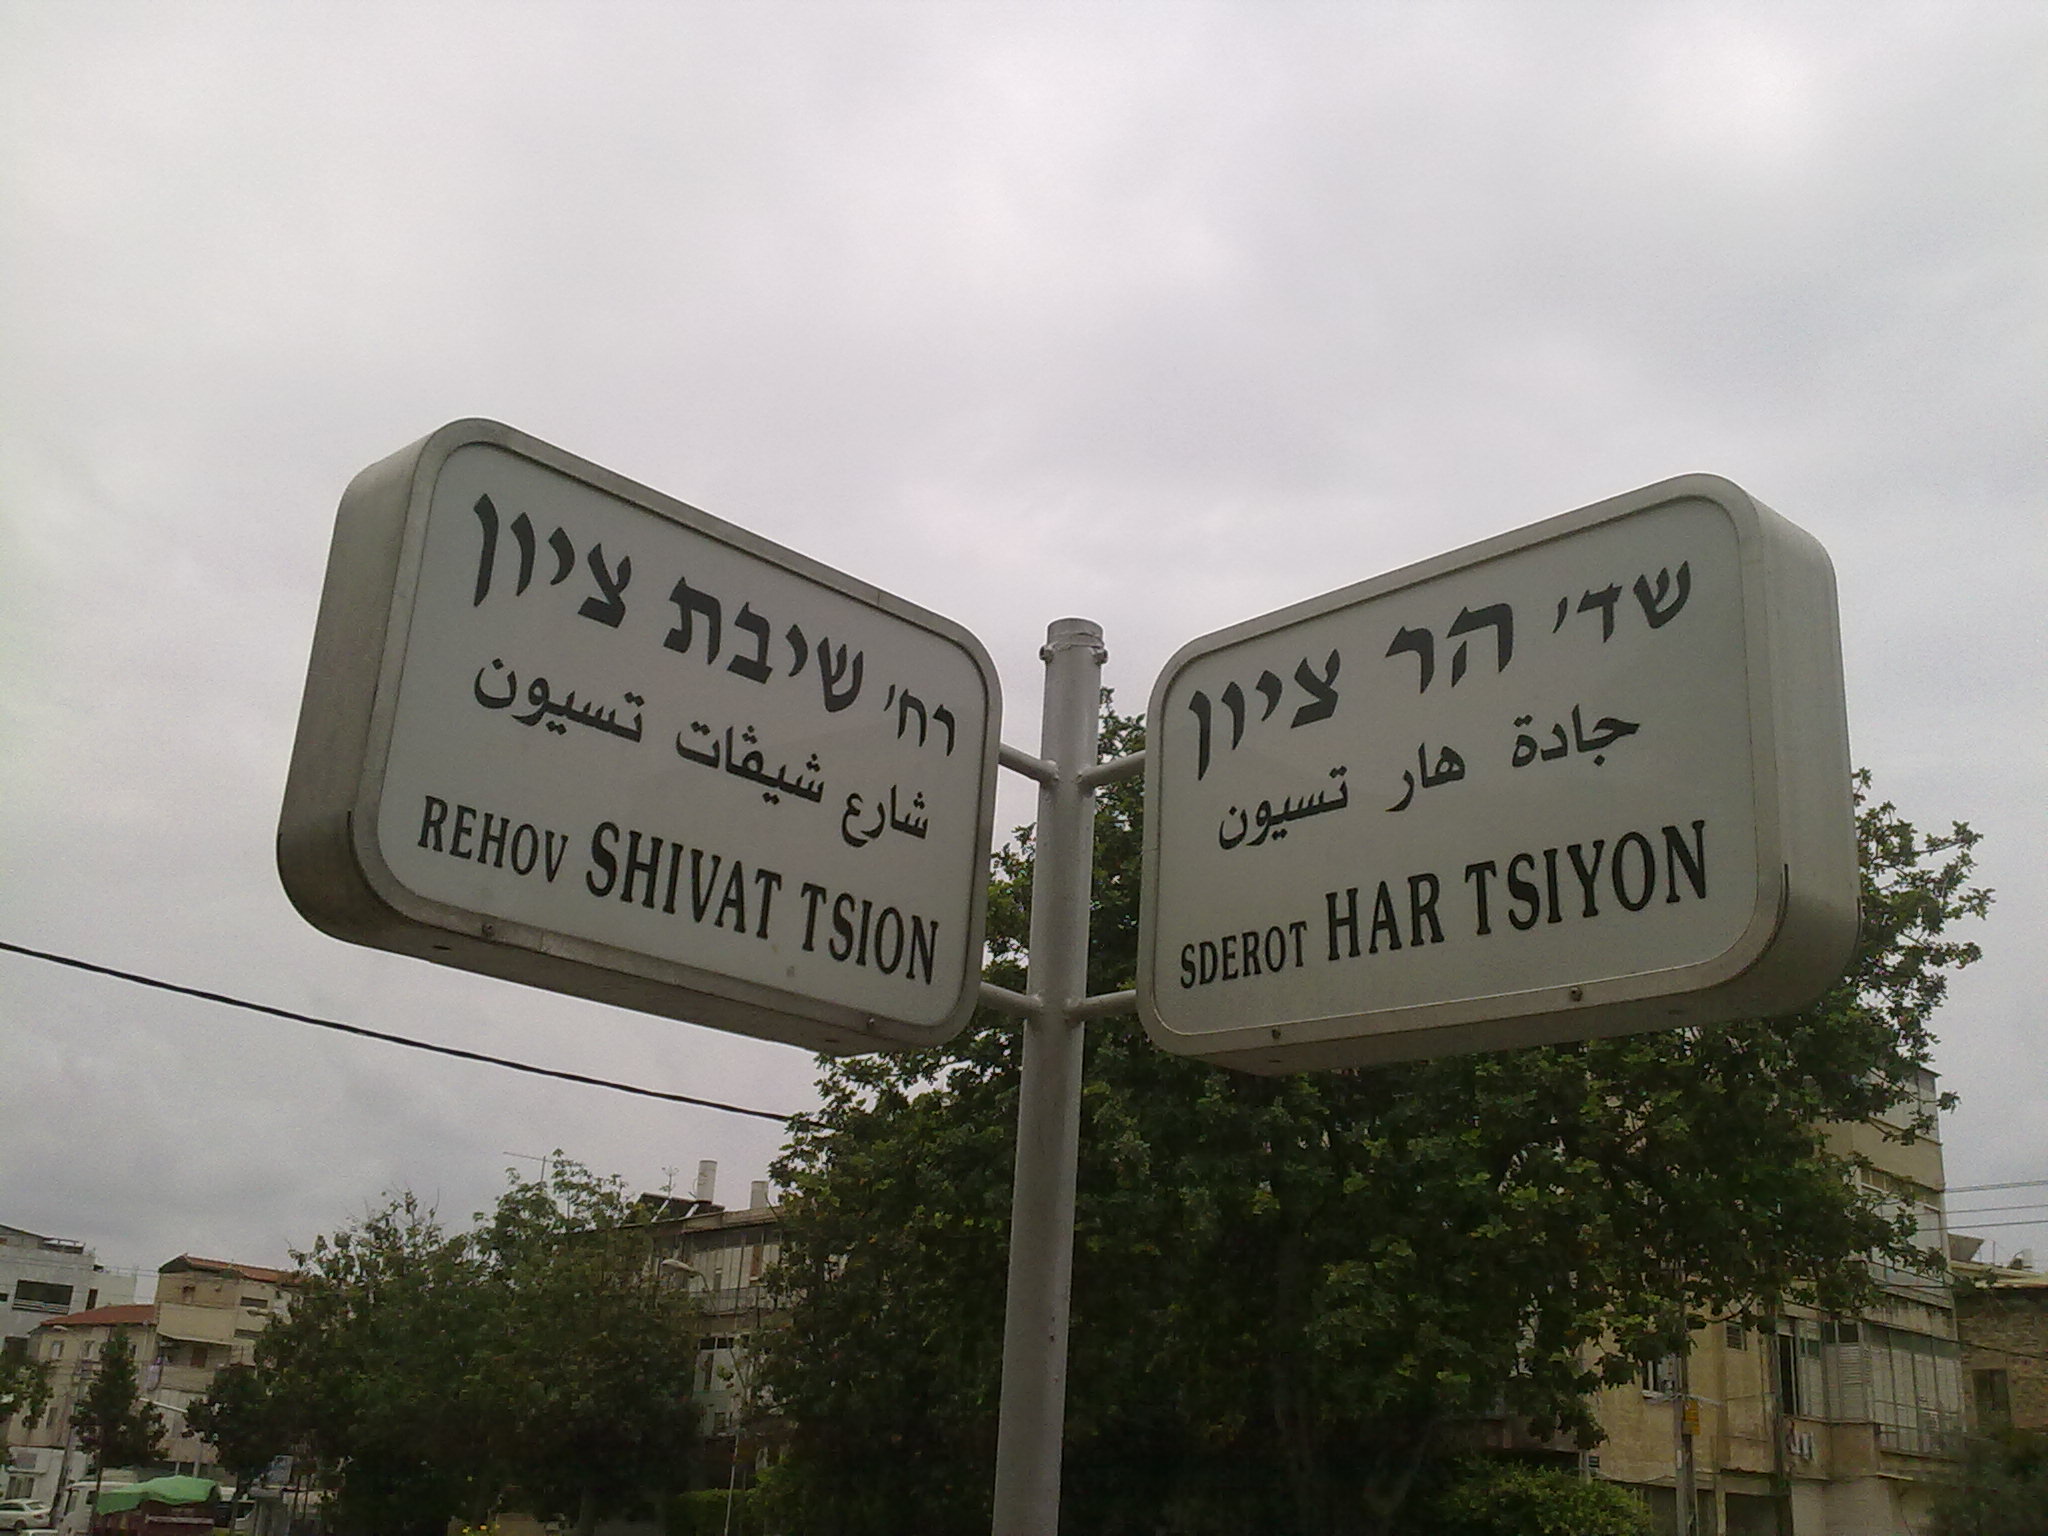 רח' שיבת ציון
شارع شيڤات تسيون
REHOV SHIVAT TSION
שד' הר ציון
جادة هار تسيون
SDEROT HAR TSIYON